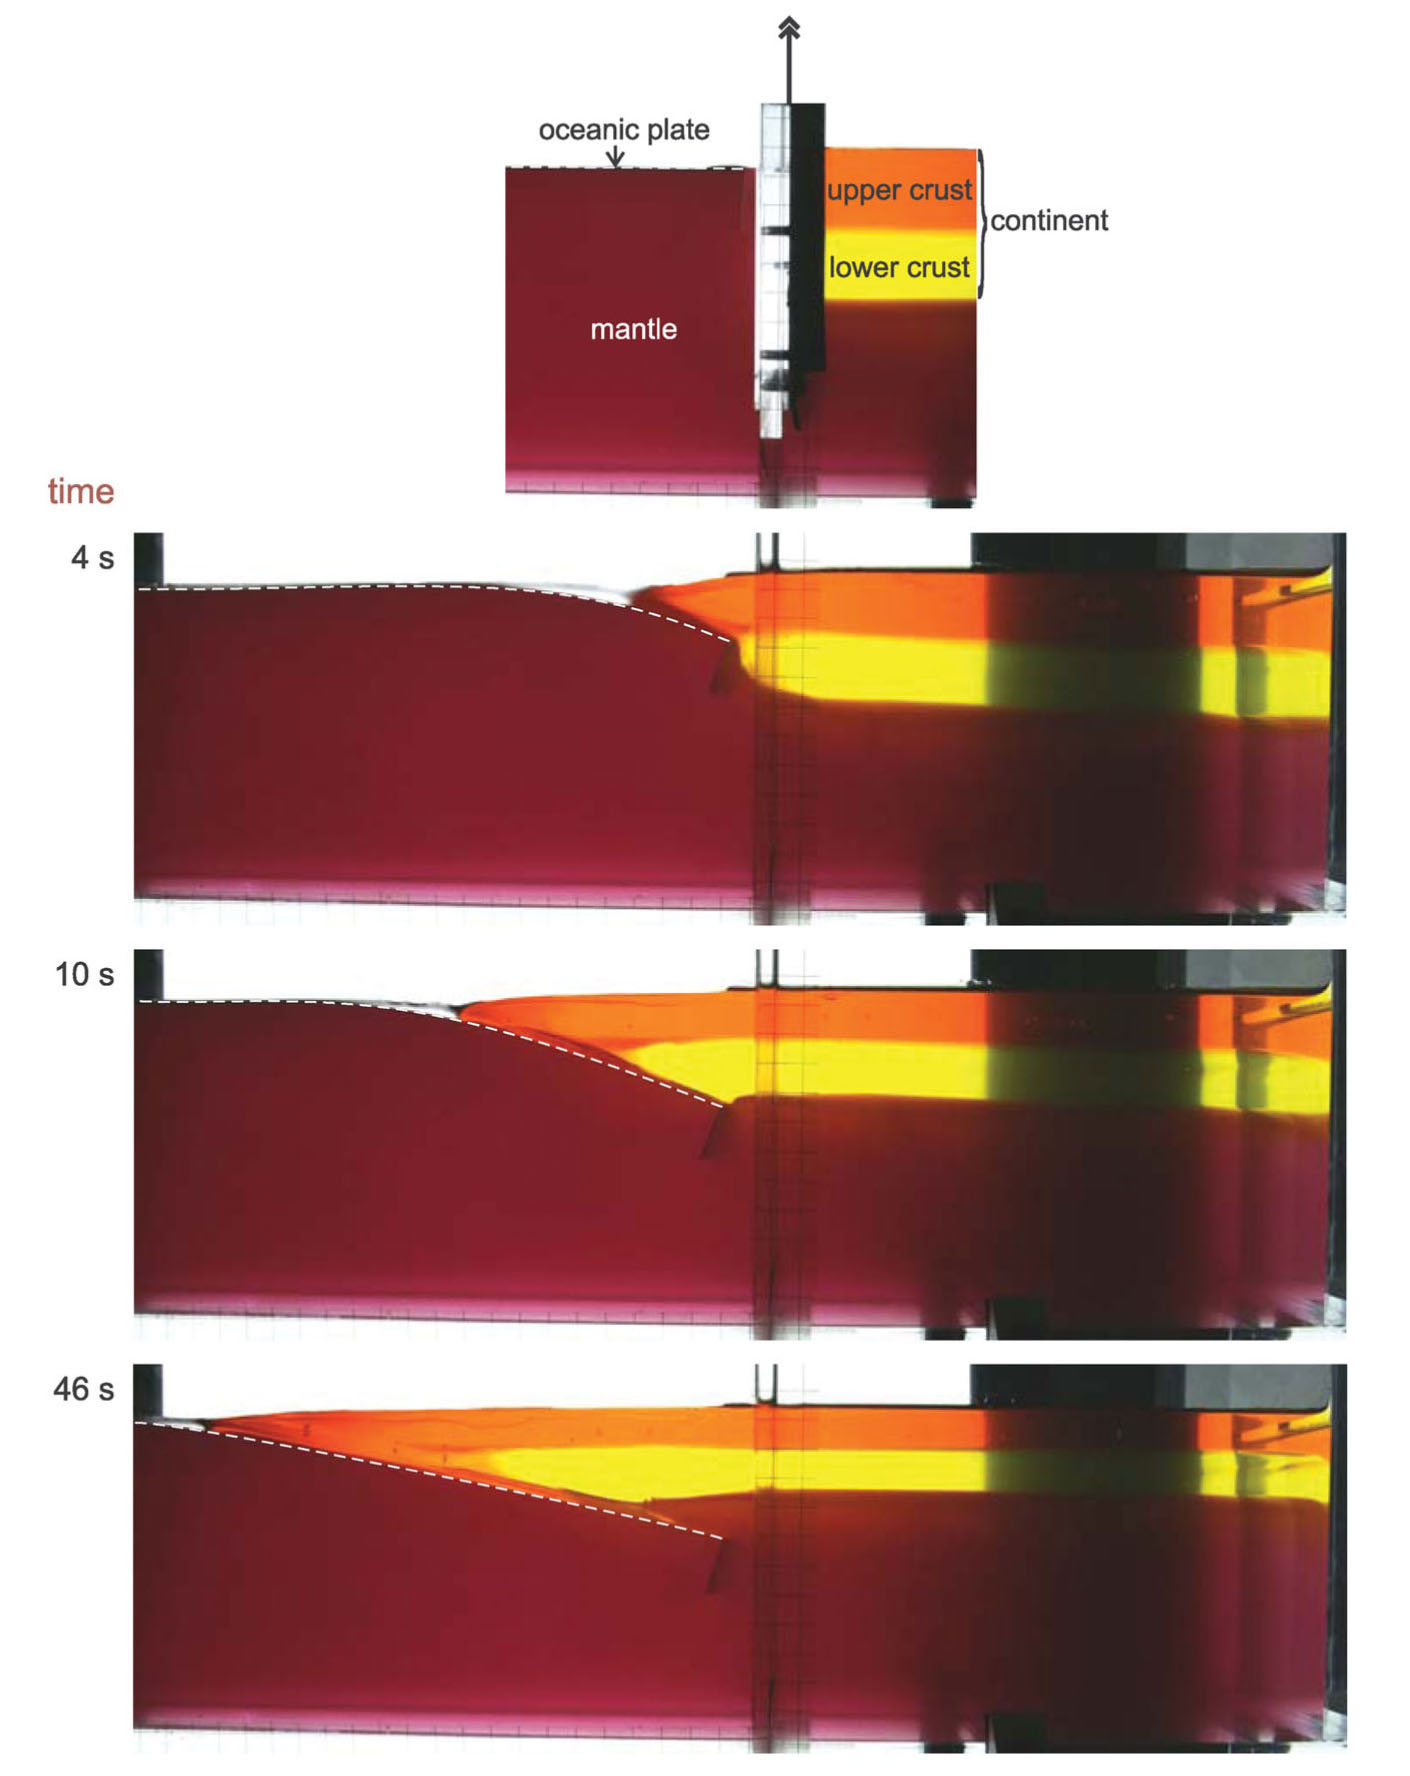 oceanic plate
upper crust
continent
lower crust
mantle
time
4 s
10 s
46 s